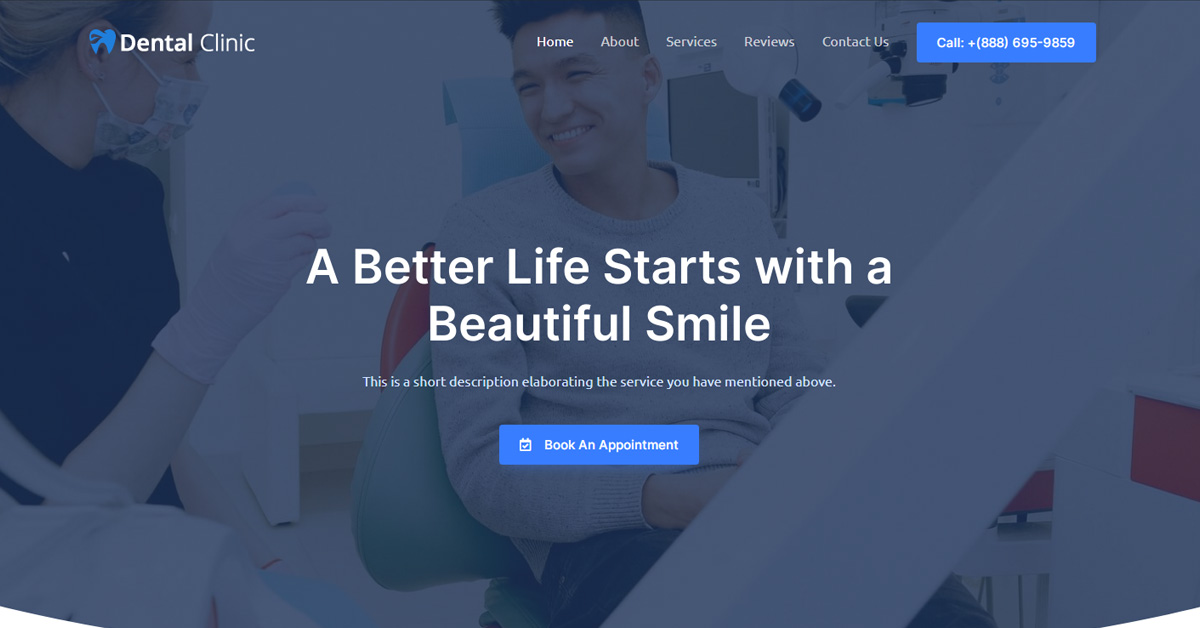 Dental Clinic
Home
About
Services
Reviews
Contact Us
Call: +(888) 695-9859
A Better Life Starts with a
Beautiful Smile
This is a short description elaborating the service you have mentioned above.
Book An Appointment